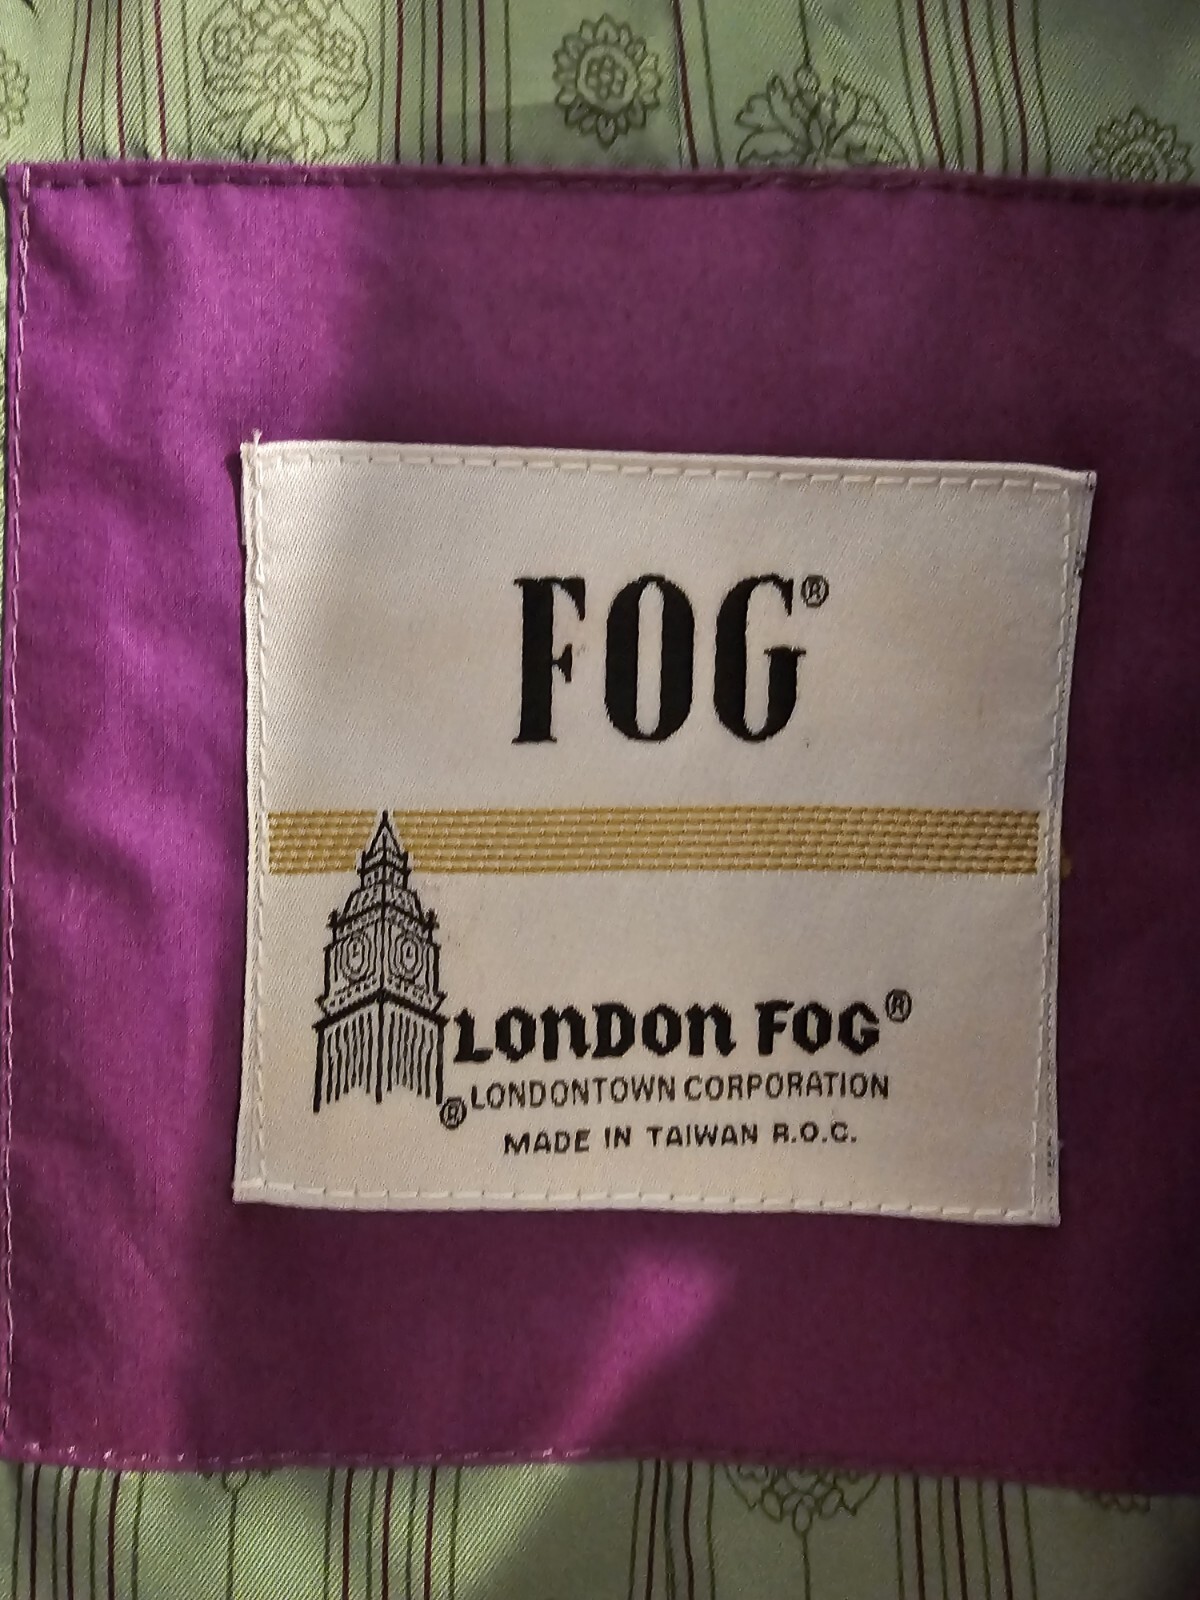 FOG®
LONDON FOG®
® LONDONTOWN CORPORATION
MADE IN TAIWAN R.O.C.